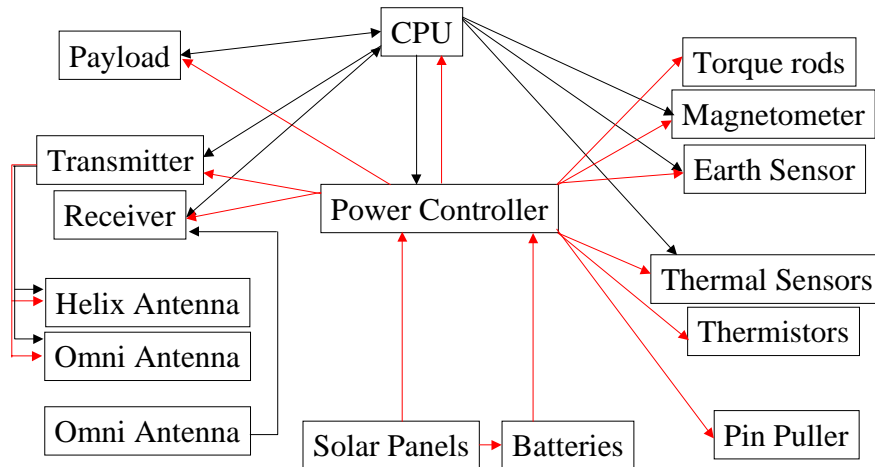 CPU
Payload
Torque rods
Magnetometer
Transmitter
Earth Sensor
Receiver
Power Controller
Thermal Sensors
Helix Antenna
Thermistors
Omni Antenna
Omni Antenna
Solar Panels
Batteries
Pin Puller